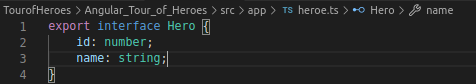 TourofHeroes > Angular_Tour_of_Heroes > src > app > TS heroe.ts > Hero > name
1 export interface Hero {
2 id: number;
3 name: string;
4 }